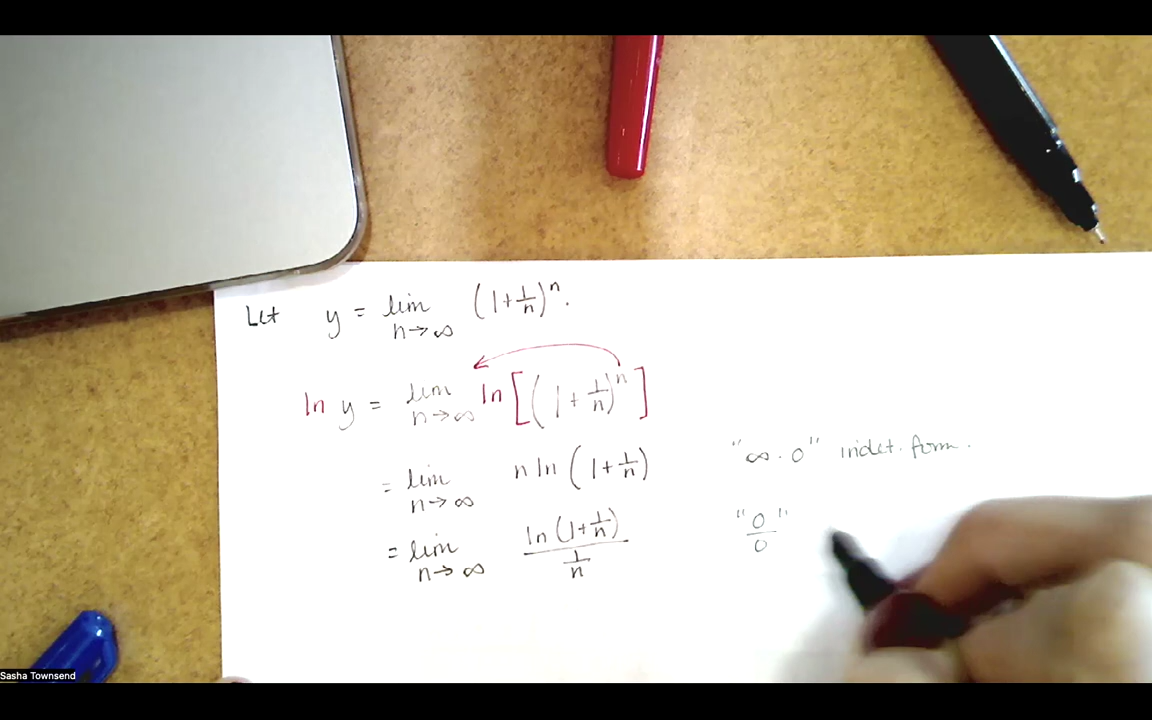 Let y = lim n→∞ (1+1/n)^n.
ln y = lim n→∞ ln[(1+1/n)^n]
= lim n→∞ n ln (1+1/n) "∞·0" indet. form.
= lim n→∞ ln(1+1/n)/(1/n) "0/0"
Sasha Townsend